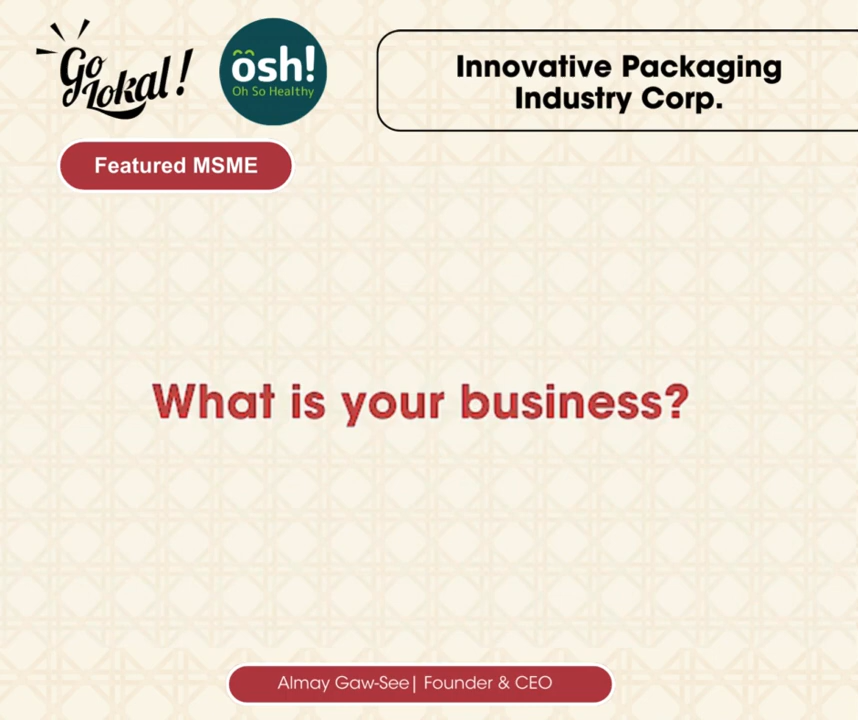 Go
Lokal!
ôsh!
Oh So Healthy
Innovative Packaging
Industry Corp.
Featured MSME
What is your business?
Almay Gaw-See| Founder & CEO